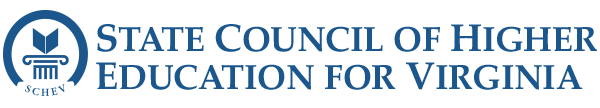 SCHEV
STATE COUNCIL OF HIGHER
EDUCATION FOR VIRGINIA